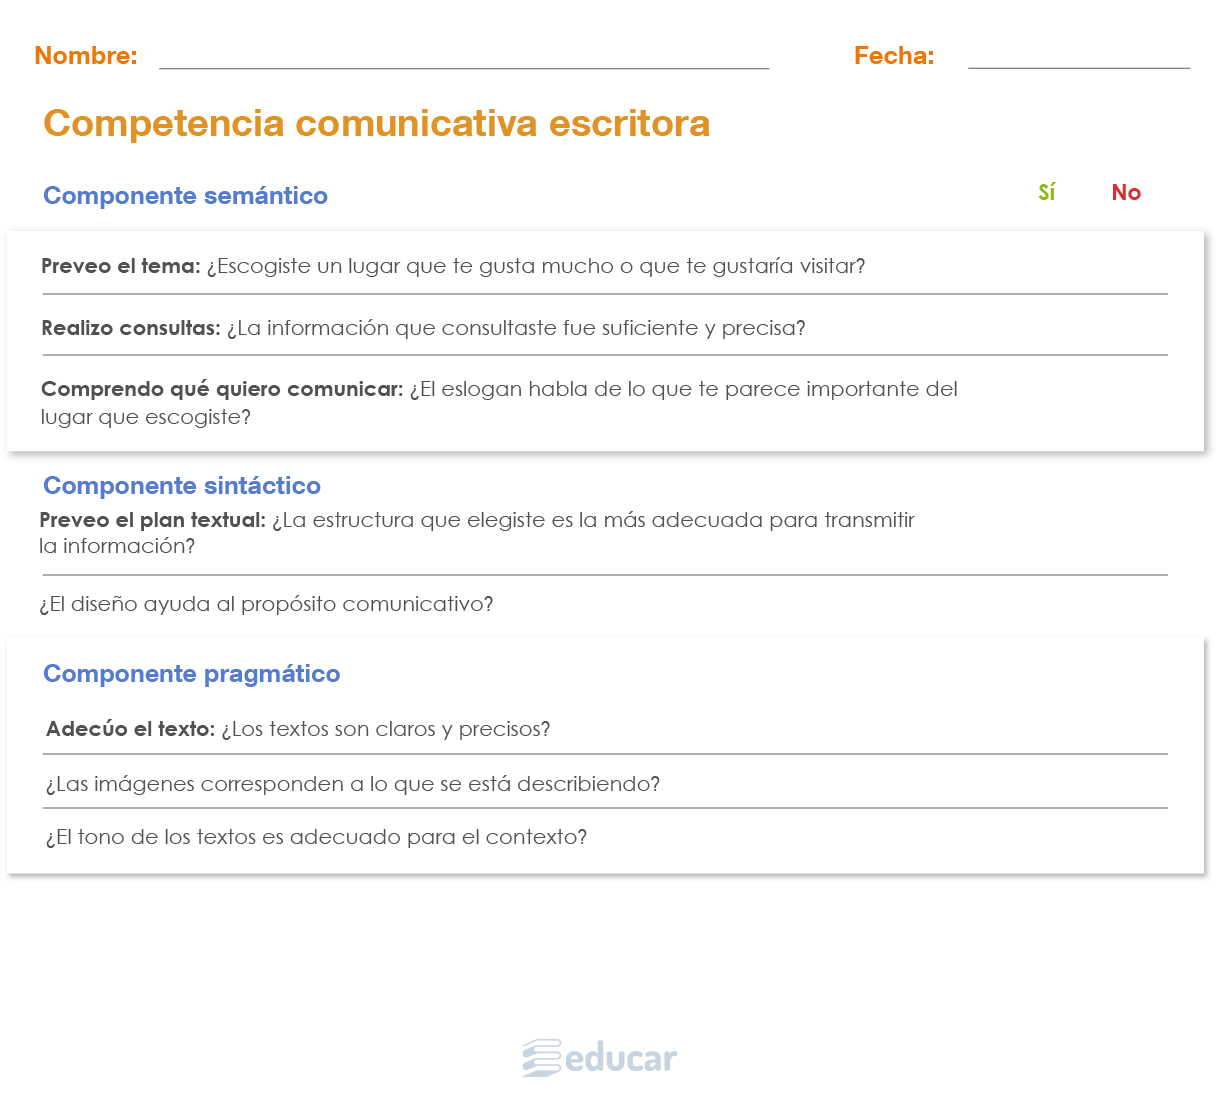 Nombre: Fecha:
Competencia comunicativa escritora
Componente semántico Sí No
Preveo el tema: ¿Escogiste un lugar que te gusta mucho o que te gustaría visitar?
Realizo consultas: ¿La información que consultaste fue suficiente y precisa?
Comprendo qué quiero comunicar: ¿El eslogan habla de lo que te parece importante del
lugar que escogiste?
Componente sintáctico
Preveo el plan textual: ¿La estructura que elegiste es la más adecuada para transmitir
la información?
¿El diseño ayuda al propósito comunicativo?
Componente pragmático
Adecúo el texto: ¿Los textos son claros y precisos?
¿Las imágenes corresponden a lo que se está describiendo?
¿El tono de los textos es adecuado para el contexto?
educar